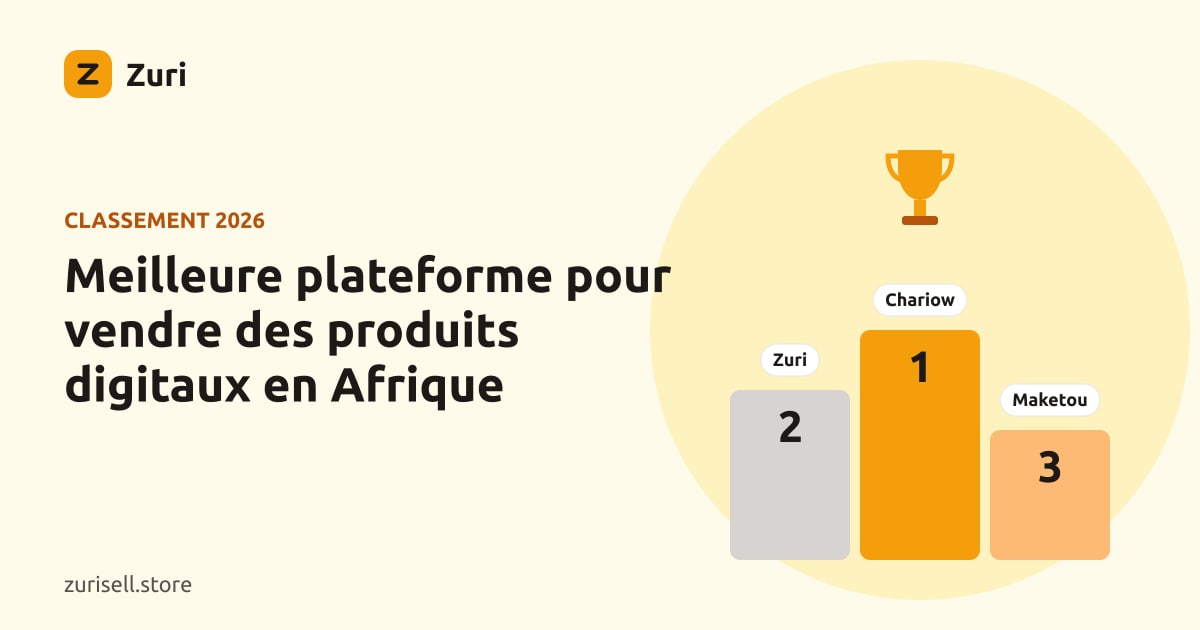 Z Zuri
CLASSEMENT 2026
Meilleure plateforme pour
vendre des produits
digitaux en Afrique
Chariow
1
Zuri
2
Maketou
3
zurisell.store